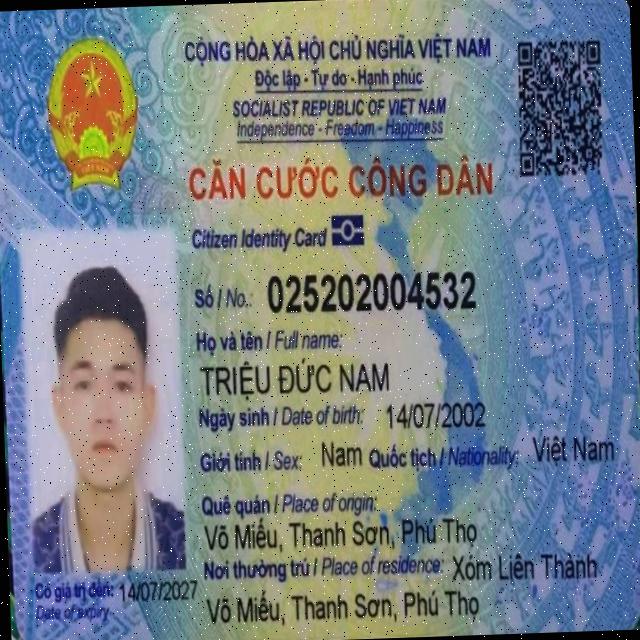 CỘNG HÒA XÃ HỘI CHỦ NGHĨA VIỆT NAM
Độc lập - Tự do - Hạnh phúc
SOCIALIST REPUBLIC OF VIET NAM
Independence - Freedom - Happiness
CĂN CƯỚC CÔNG DÂN
Citizen Identity Card
Số / No.: 025202004532
Họ và tên / Full name:
TRIỆU ĐỨC NAM
Ngày sinh / Date of birth: 14/07/2002
Giới tính / Sex: Nam Quốc tịch / Nationality: Việt Nam
Quê quán / Place of origin:
Võ Miếu, Thanh Sơn, Phú Thọ
Nơi thường trú / Place of residence: Xóm Liên Thành
Võ Miếu, Thanh Sơn, Phú Thọ
Có giá trị đến: 14/07/2027
Date of expiry